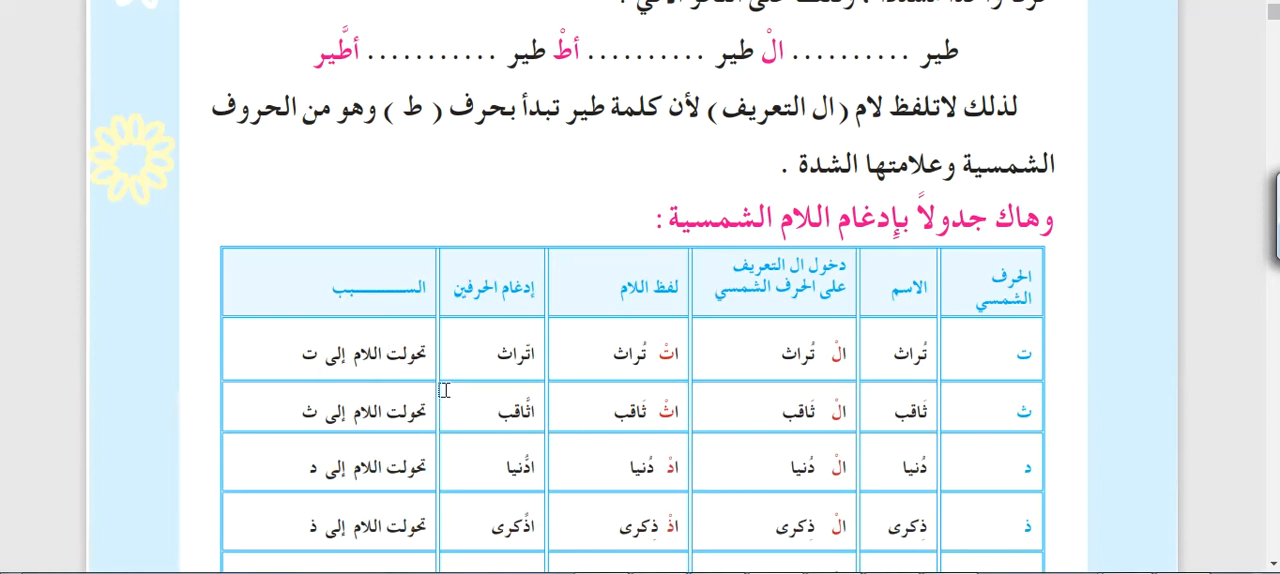 حرف واحد
طير .......... الْ طير .......... أطْ طير ........... أطَّير
لذلك لاتلفظ لام ( ال التعريف ) لأن كلمة طير تبدأ بحرف ( ط ) وهو من الحروف
الشمسية وعلامتها الشدة .
وهاك جدولاً بإدغام اللام الشمسية :
الحرف الشمسي الاسم دخول ال التعريف على الحرف الشمسي لفظ اللام إدغام الحرفين الســـــبب
ت تُراث الْ تُراث اتْ تُراث اتّراث تحولت اللام إلى ت
ث ثَاقب الْ ثَاقب اثْ ثَاقب اثَّاقب تحولت اللام إلى ث
د دُنيا الْ دُنيا ادْ دُنيا ادُّنيا تحولت اللام إلى د
ذ ذِكرى الْ ذِكرى اذْ ذِكرى اذِّكرى تحولت اللام إلى ذ